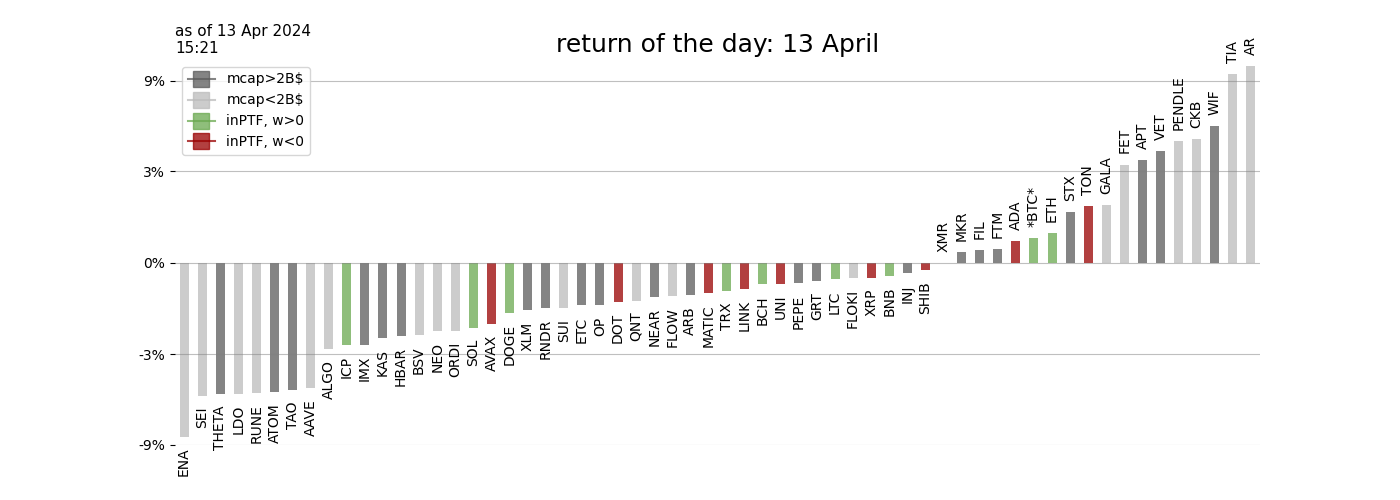 as of 13 Apr 2024
15:21
return of the day: 13 April
mcap>2B$
mcap<2B$
inPTF, w>0
inPTF, w<0
9%
3%
0%
-3%
-9%
ENA
SEI
THETA
LDO
RUNE
ATOM
TAO
AAVE
ALGO
ICP
IMX
KAS
HBAR
BSV
NEO
ORDI
SOL
AVAX
DOGE
XLM
RNDR
SUI
ETC
OP
DOT
QNT
NEAR
FLOW
ARB
MATIC
TRX
LINK
BCH
UNI
PEPE
GRT
LTC
FLOKI
XRP
BNB
INJ
SHIB
XMR
MKR
FIL
FTM
ADA
*BTC*
ETH
STX
TON
GALA
FET
APT
VET
PENDLE
CKB
WIF
TIA
AR